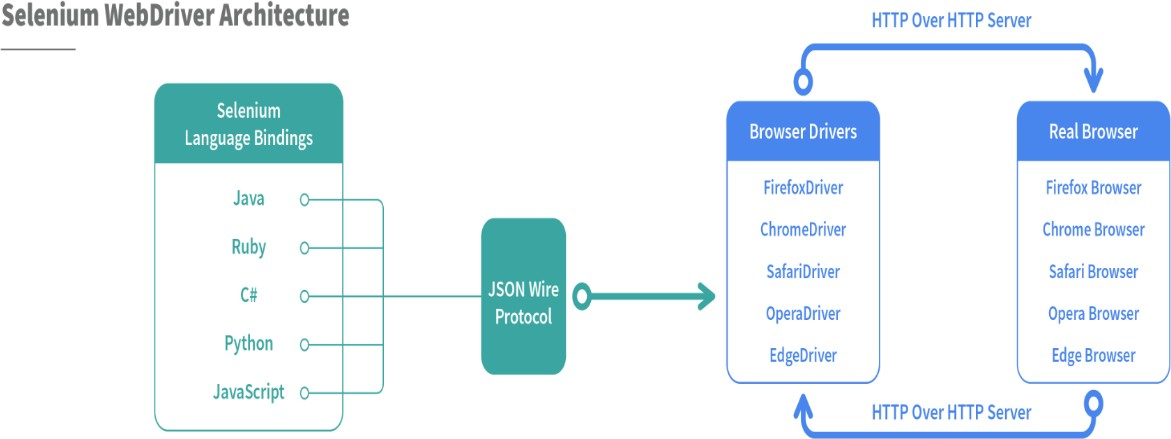 Selenium WebDriver Architecture
Selenium
Language Bindings
Java
Ruby
C#
Python
JavaScript
JSON Wire
Protocol
HTTP Over HTTP Server
Browser Drivers
FirefoxDriver
ChromeDriver
SafariDriver
OperaDriver
EdgeDriver
Real Browser
Firefox Browser
Chrome Browser
Safari Browser
Opera Browser
Edge Browser
HTTP Over HTTP Server